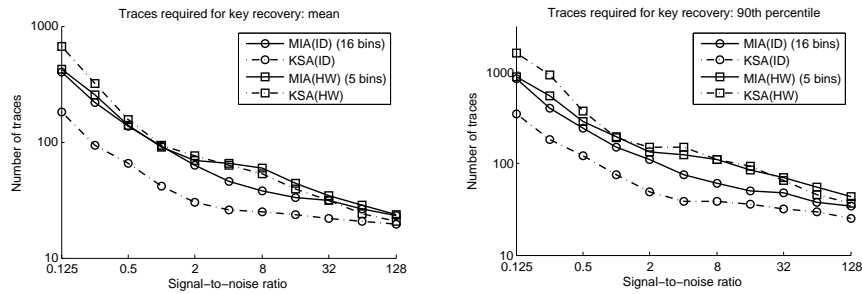 Traces required for key recovery: mean
1000
100
10
Number of traces
MIA(ID) (16 bins)
KSA(ID)
MIA(HW) (5 bins)
KSA(HW)
0.125 0.5 2 8 32 128
Signal-to-noise ratio
Traces required for key recovery: 90th percentile
1000
100
10
Number of traces
MIA(ID) (16 bins)
KSA(ID)
MIA(HW) (5 bins)
KSA(HW)
0.125 0.5 2 8 32 128
Signal-to-noise ratio